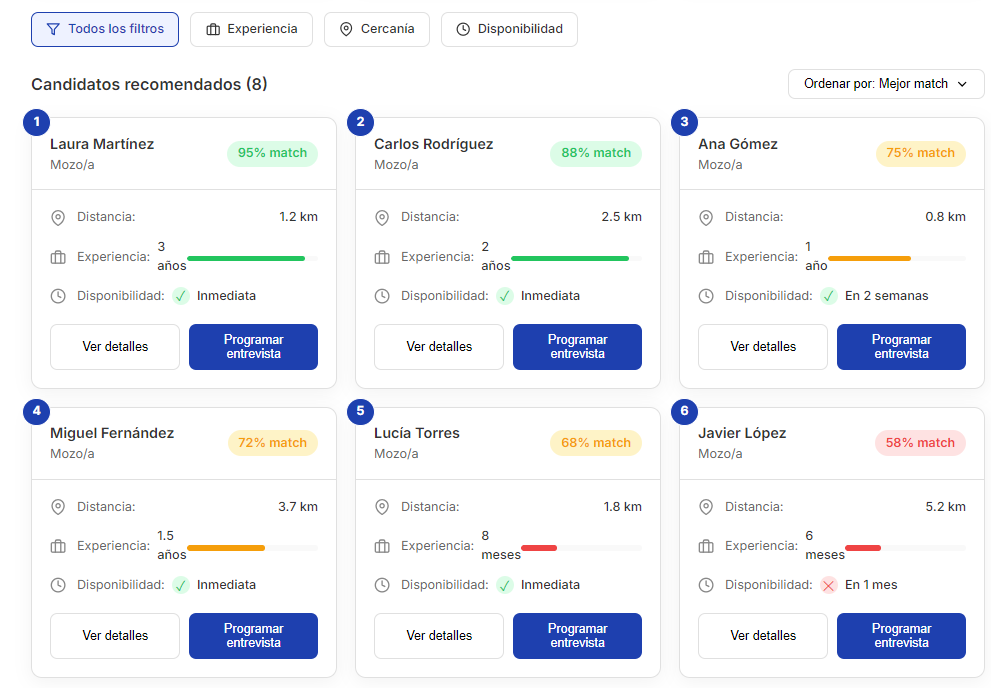 Todos los filtros
Experiencia
Cercanía
Disponibilidad
Candidatos recomendados (8)
Ordenar por: Mejor match
1
Laura Martínez
Mozo/a
95% match
Distancia:
1.2 km
Experiencia:
3
años
Disponibilidad:
Inmediata
Ver detalles
Programar
entrevista
2
Carlos Rodríguez
Mozo/a
88% match
Distancia:
2.5 km
Experiencia:
2
años
Disponibilidad:
Inmediata
Ver detalles
Programar
entrevista
3
Ana Gómez
Mozo/a
75% match
Distancia:
0.8 km
Experiencia:
1
año
Disponibilidad:
En 2 semanas
Ver detalles
Programar
entrevista
4
Miguel Fernández
Mozo/a
72% match
Distancia:
3.7 km
Experiencia:
1.5
años
Disponibilidad:
Inmediata
Ver detalles
Programar
entrevista
5
Lucía Torres
Mozo/a
68% match
Distancia:
1.8 km
Experiencia:
8
meses
Disponibilidad:
Inmediata
Ver detalles
Programar
entrevista
6
Javier López
Mozo/a
58% match
Distancia:
5.2 km
Experiencia:
6
meses
Disponibilidad:
En 1 mes
Ver detalles
Programar
entrevista